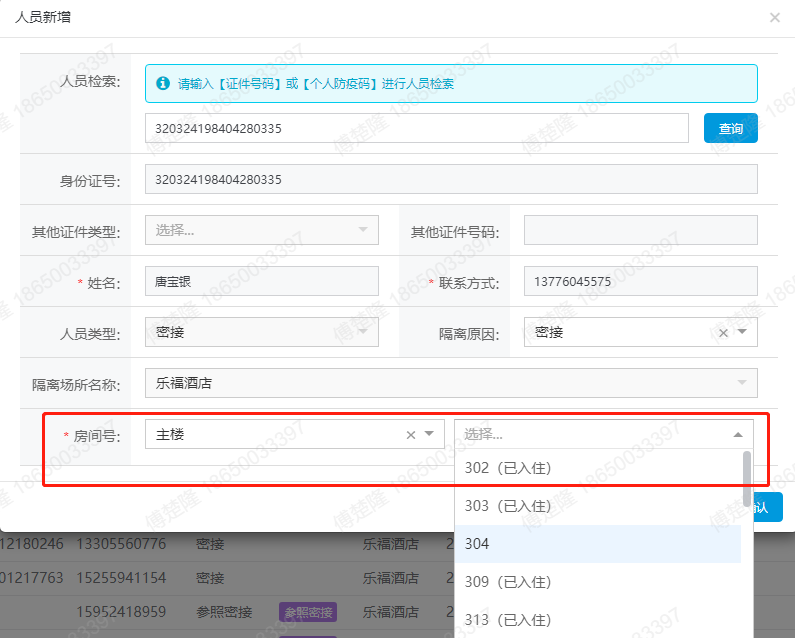 人员新增
人员检索:
请输入【证件号码】或【个人防疫码】进行人员检索
320324198404280335
查询
身份证号:
320324198404280335
其他证件类型:
选择...
其他证件号码:
* 姓名:
唐宝银
* 联系方式:
13776045575
人员类型:
密接
隔离原因:
密接
隔离场所名称:
乐福酒店
* 房间号:
主楼
选择...
302（已入住）
303（已入住）
304
309（已入住）
313（已入住）
认
12180246 13305560776 密接 乐福酒店 2
01217763 15255941154 密接 乐福酒店 2
15952418959 参照密接 参照密接 乐福酒店 2
傅楚隆 18650033397